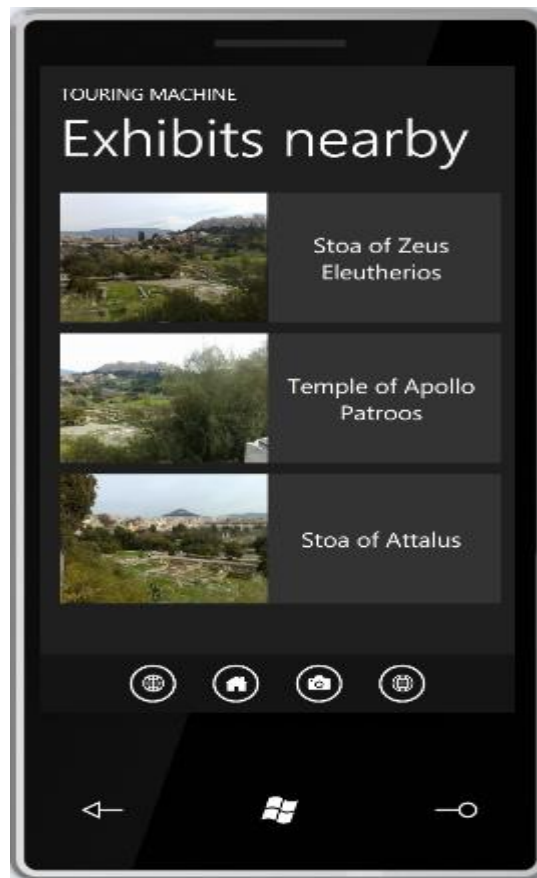 TOURING MACHINE
Exhibits nearby
Stoa of Zeus
Eleutherios
Temple of Apollo
Patroos
Stoa of Attalus